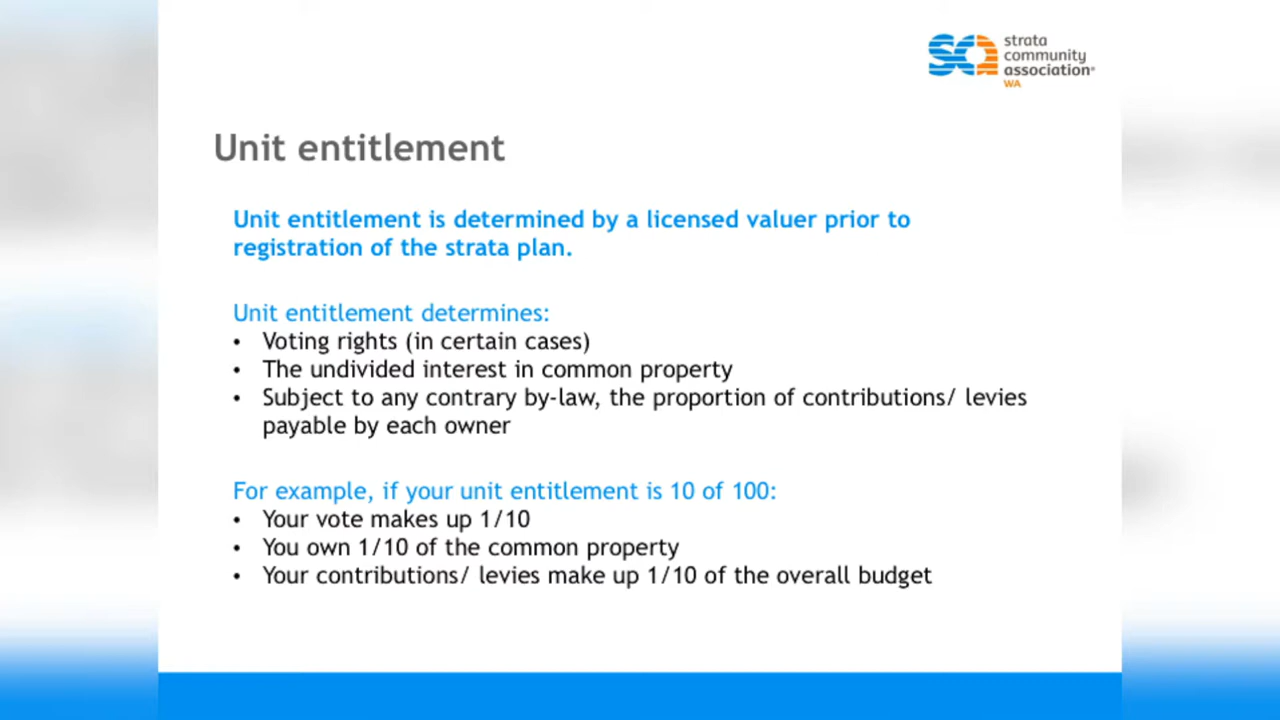 sca strata
community
association®
WA
Unit entitlement
Unit entitlement is determined by a licensed valuer prior to
registration of the strata plan.
Unit entitlement determines:
• Voting rights (in certain cases)
• The undivided interest in common property
• Subject to any contrary by-law, the proportion of contributions/ levies
payable by each owner
For example, if your unit entitlement is 10 of 100:
• Your vote makes up 1/10
• You own 1/10 of the common property
• Your contributions/ levies make up 1/10 of the overall budget